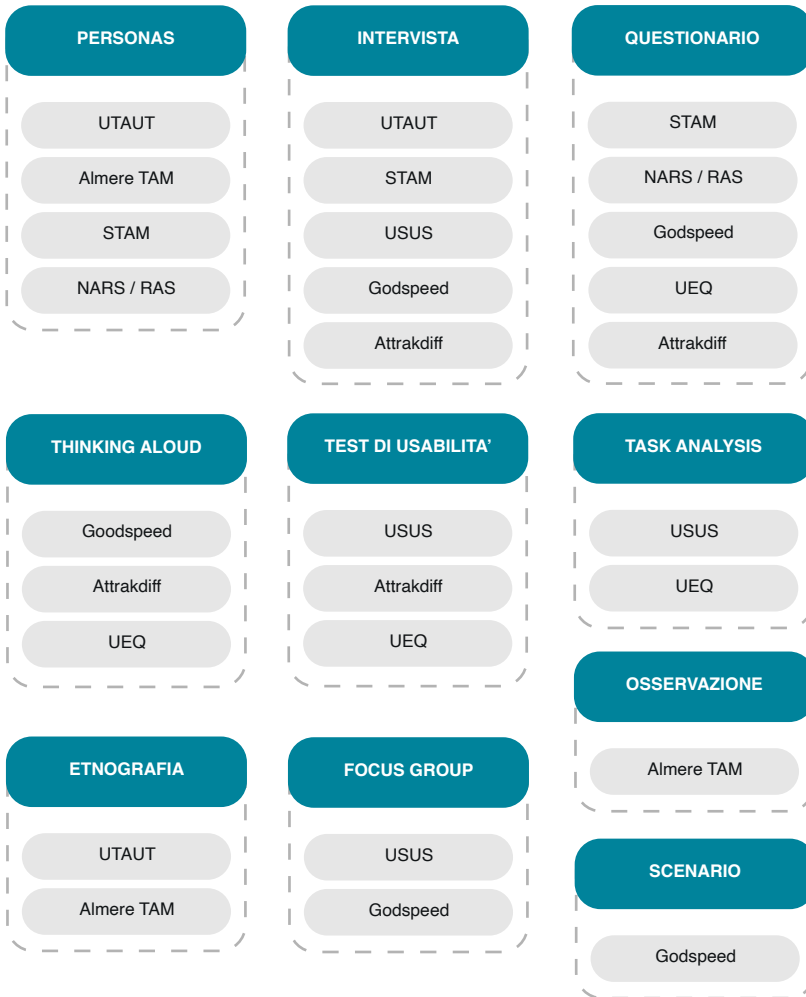 PERSONAS
UTAUT
Almere TAM
STAM
NARS / RAS
INTERVISTA
UTAUT
STAM
USUS
Godspeed
Attrakdiff
QUESTIONARIO
STAM
NARS / RAS
Godspeed
UEQ
Attrakdiff
THINKING ALOUD
Goodspeed
Attrakdiff
UEQ
TEST DI USABILITA’
USUS
Attrakdiff
UEQ
TASK ANALYSIS
USUS
UEQ
OSSERVAZIONE
Almere TAM
ETNOGRAFIA
UTAUT
Almere TAM
FOCUS GROUP
USUS
Godspeed
SCENARIO
Godspeed